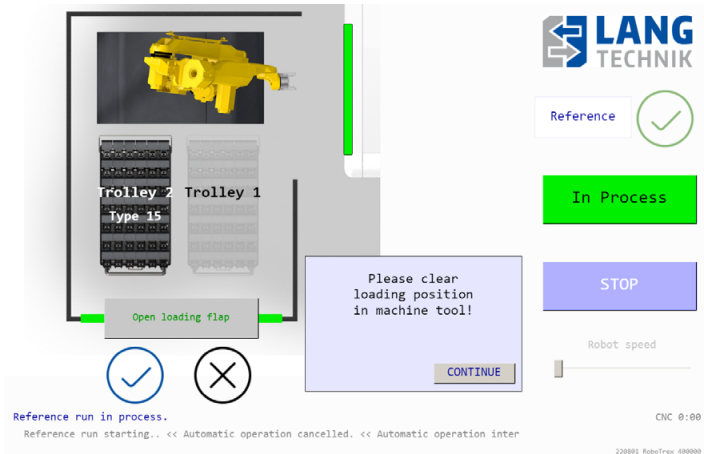 LANG
TECHNIK
Reference
Trolley 2
Trolley 1
Type 15
In Process
Please clear
loading position
in machine tool!
STOP
Open loading flap
Robot speed
CONTINUE
Reference run in process.
CNC 0:00
Reference run starting.. << Automatic operation cancelled. << Automatic operation inter
220801 RoboTrex 400000